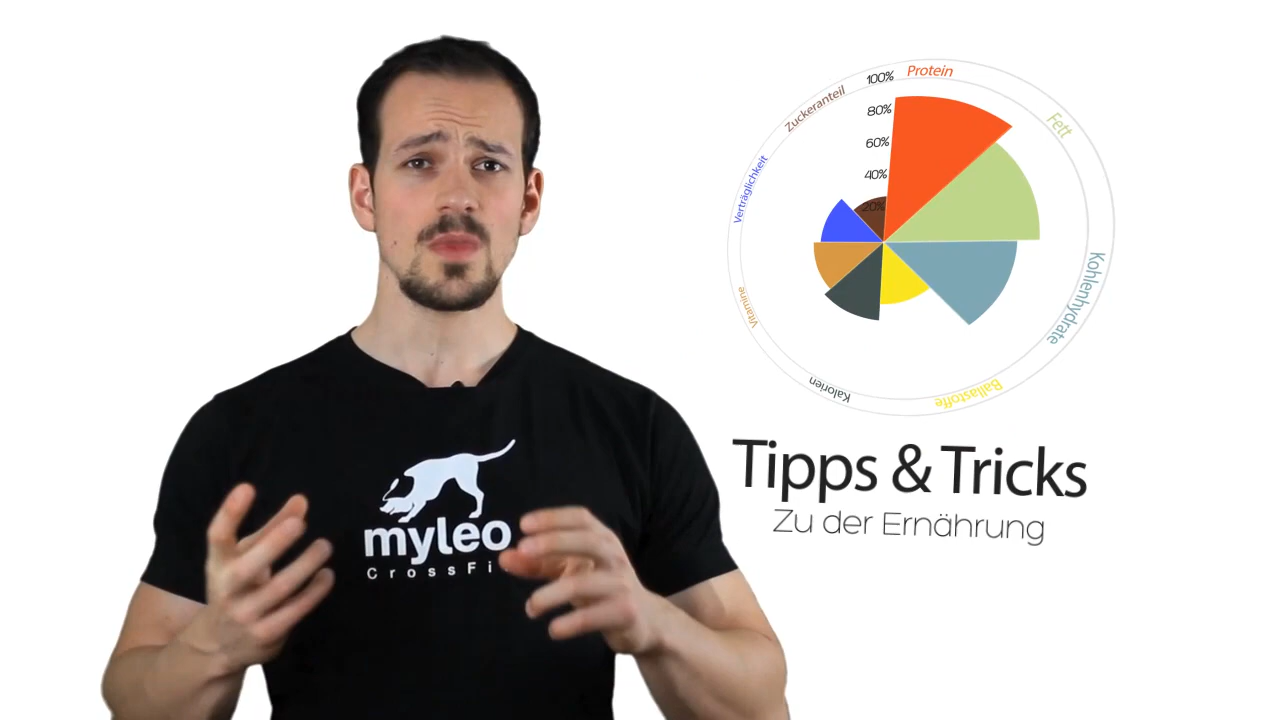 Protein
Fett
Kohlenhydrate
Ballastoffe
Kalorien
Vitamine
Verträglichkeit
Zuckeranteil
100%
80%
60%
40%
20%
Tipps & Tricks
Zu der Ernährung
myleo
CrossFi